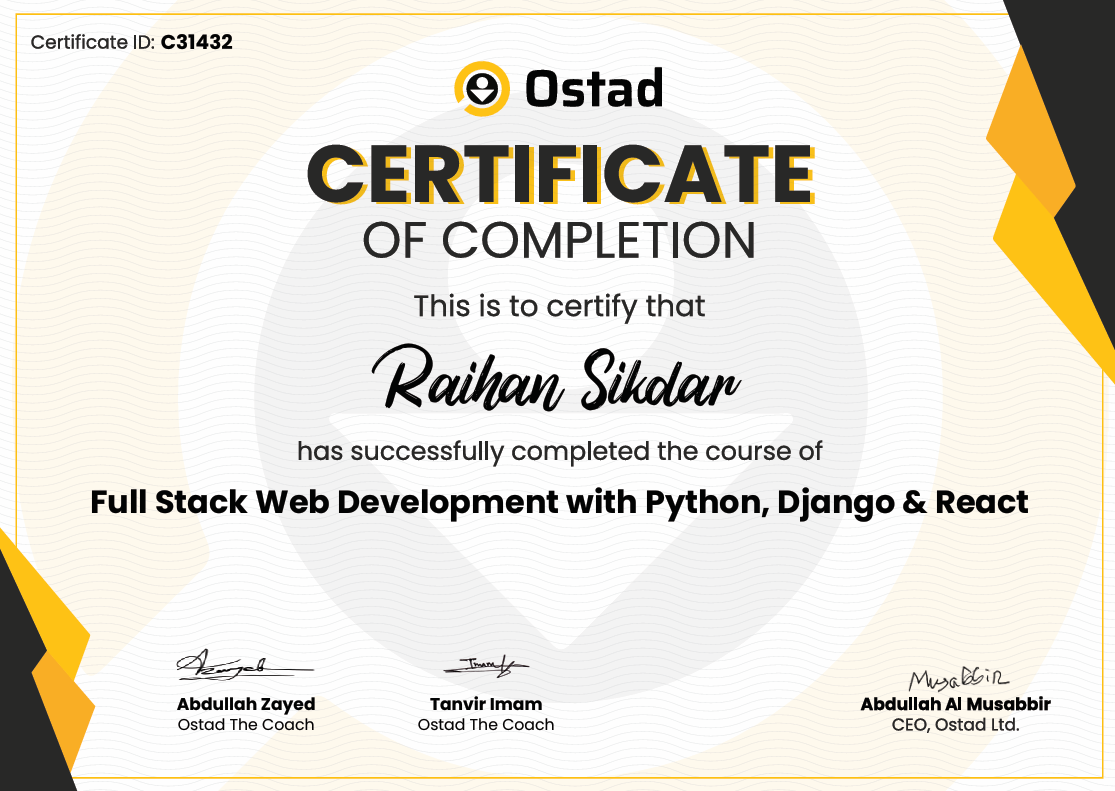 Certificate ID: C31432
Ostad
CERTIFICATE
OF COMPLETION
This is to certify that
Raihan Sikdar
has successfully completed the course of
Full Stack Web Development with Python, Django & React
Musabbir
Abdullah Zayed
Ostad The Coach
Tanvir Imam
Ostad The Coach
Abdullah Al Musabbir
CEO, Ostad Ltd.